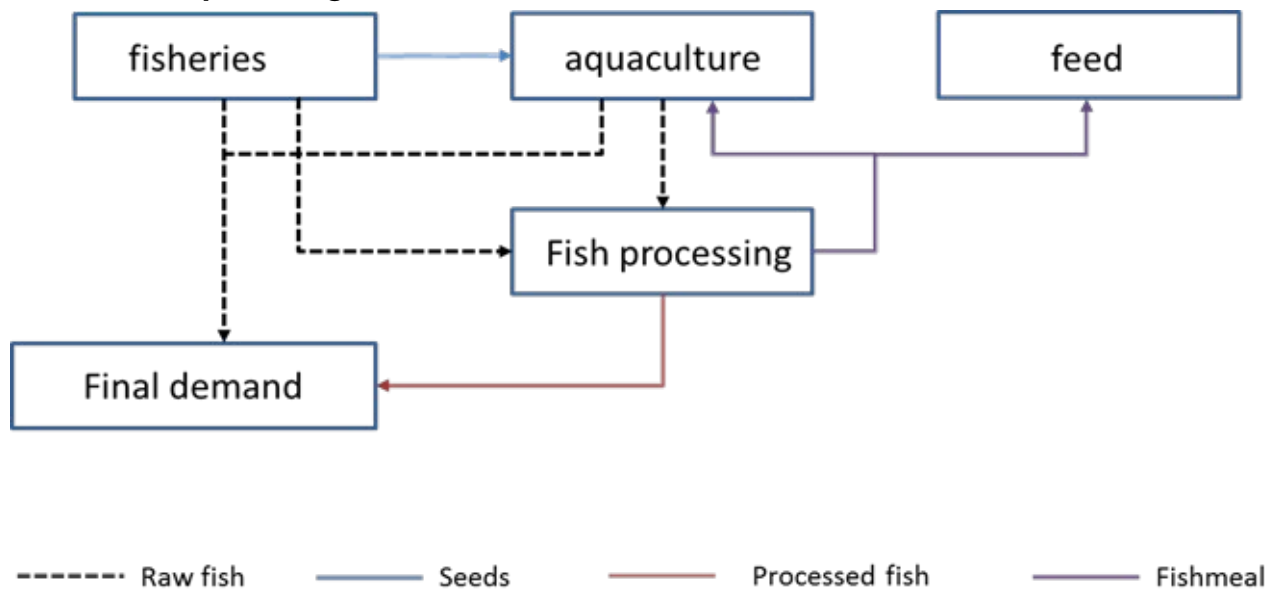 fisheries
aquaculture
feed
Fish processing
Final demand
Raw fish
Seeds
Processed fish
Fishmeal